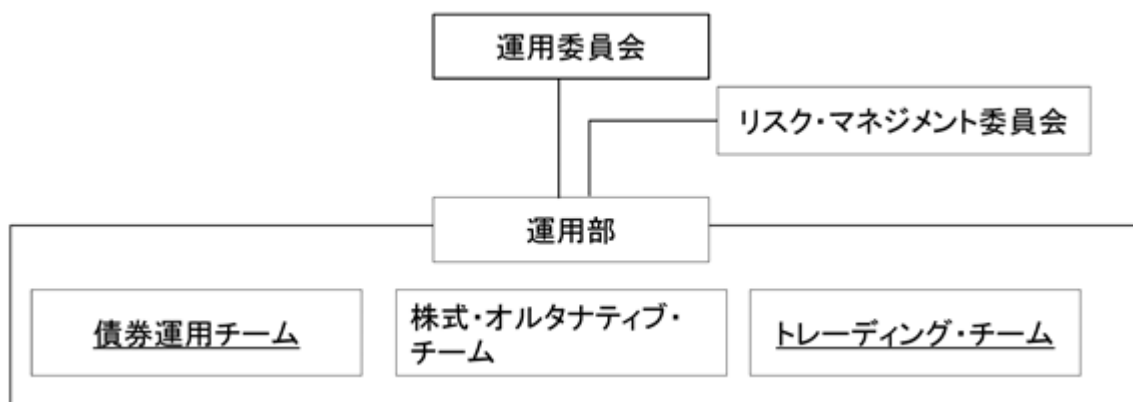 運用委員会
リスク・マネジメント委員会
運用部
債券運用チーム
株式・オルタナティブ・
チーム
トレーディング・チーム